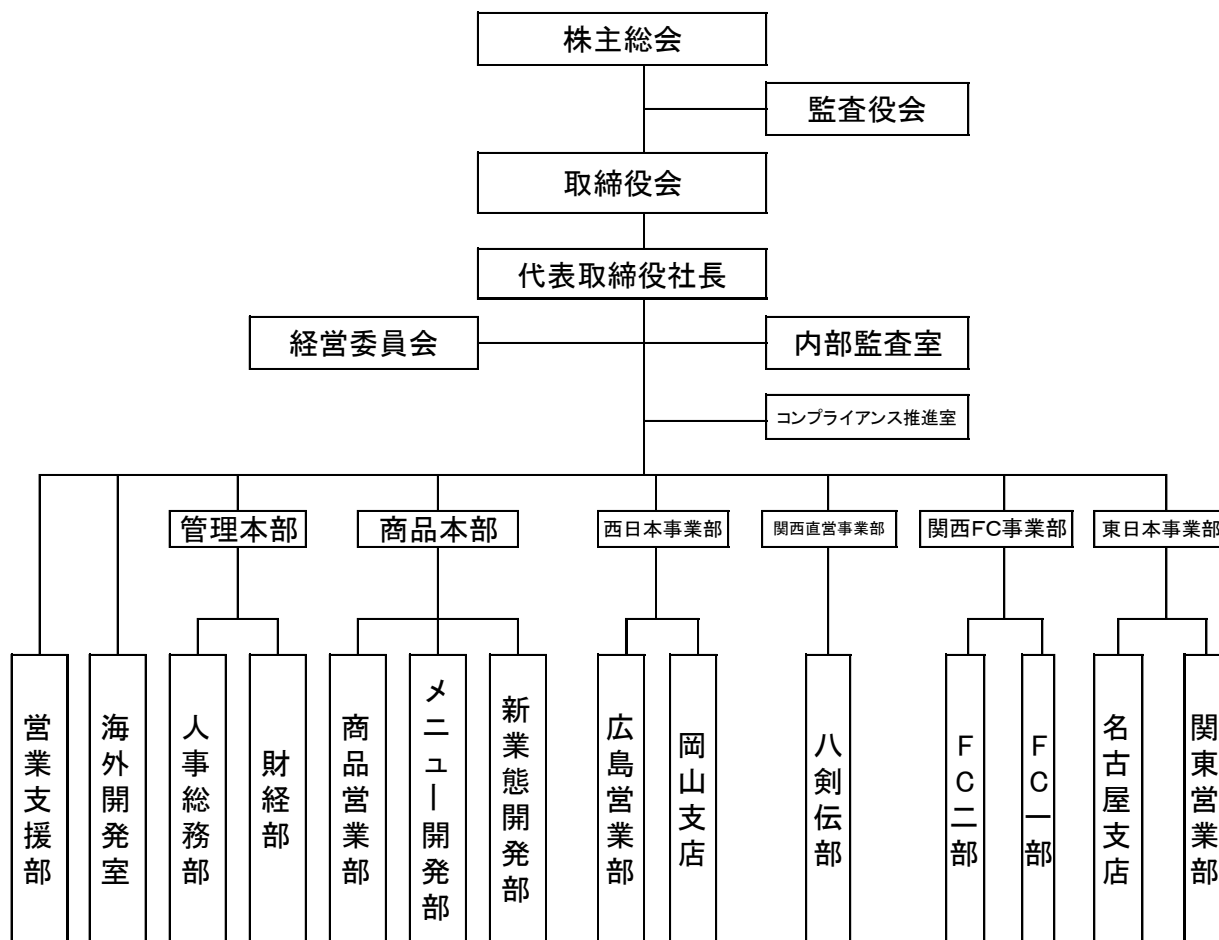 株主総会
監査役会
取締役会
代表取締役社長
経営委員会
内部監査室
コンプライアンス推進室
管理本部
商品本部
西日本事業部
関西直営事業部
関西FC事業部
東日本事業部
営業支援部
海外開発室
人事総務部
財経部
商品営業部
メニュー開発部
新業態開発部
広島営業部
岡山支店
八剣伝部
FC二部
FC一部
名古屋支店
関東営業部